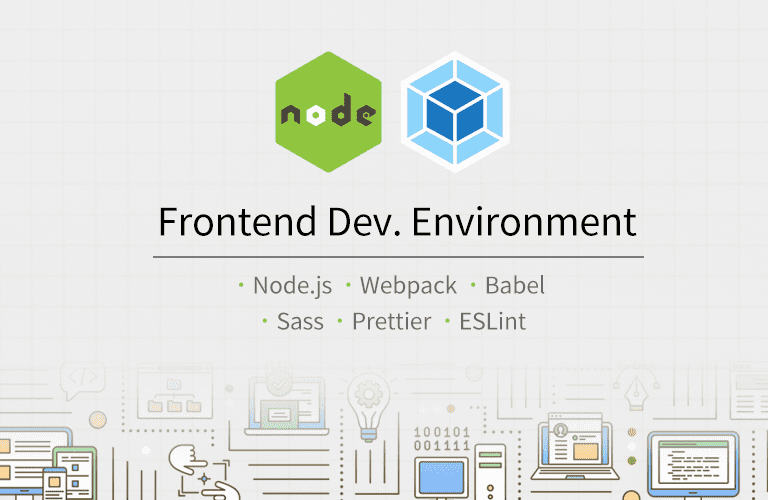 node
Frontend Dev. Environment
· Node.js · Webpack · Babel
· Sass · Prettier · ESLint
</>
100101
001111